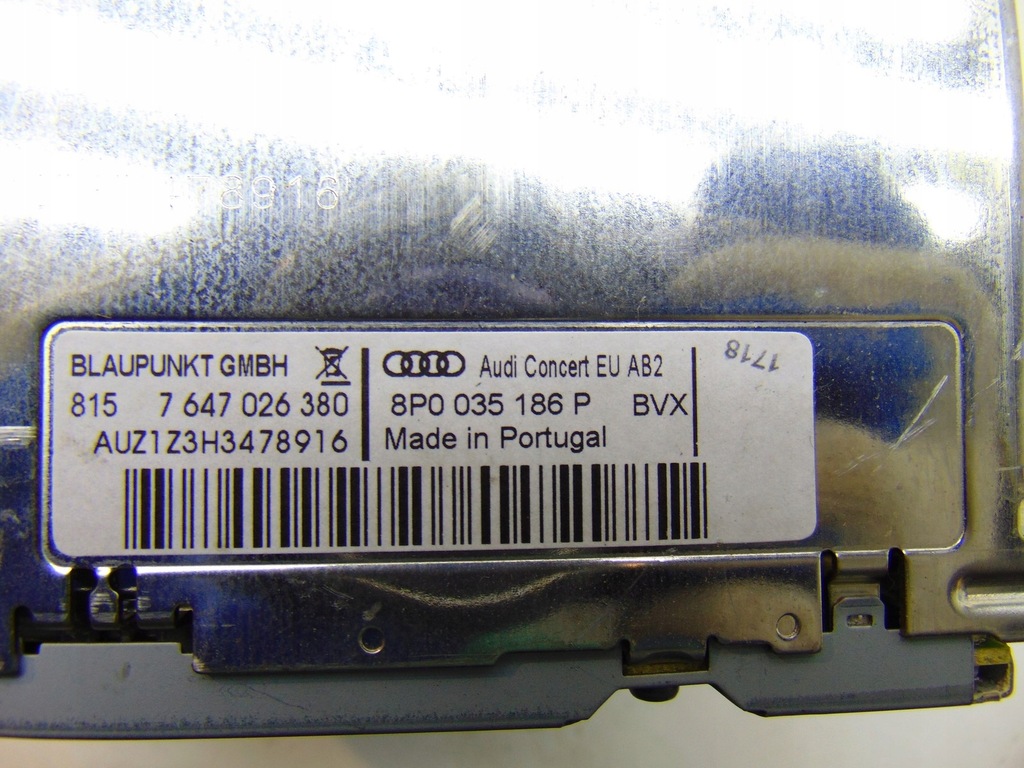 78916
BLAUPUNKT GMBH
815 7 647 026 380
AUZ1Z3H3478916
Audi Concert EU AB2
8P0 035 186 P BVX
Made in Portugal
1718